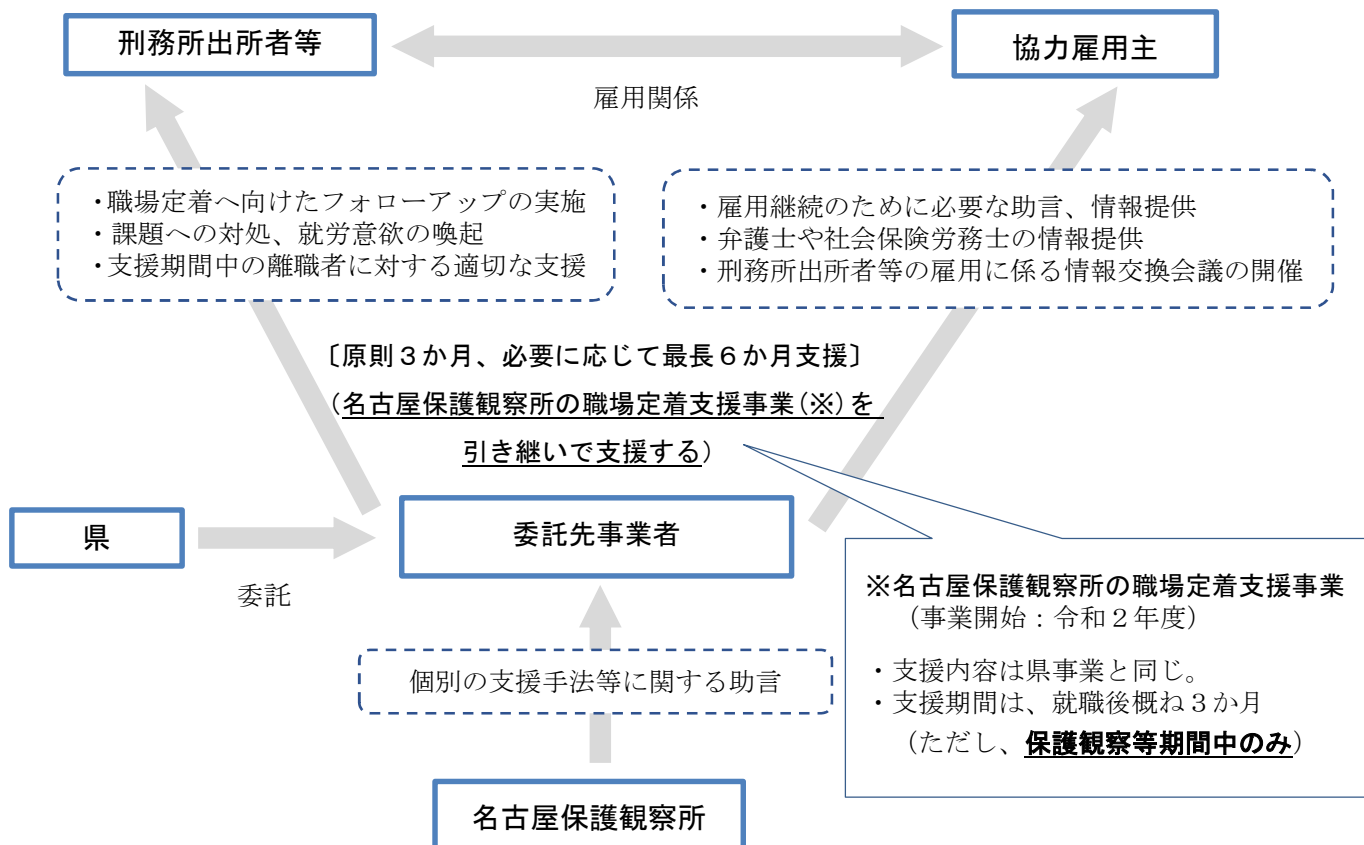 刑務所出所者等
協力雇用主
雇用関係
・職場定着へ向けたフォローアップの実施
・課題への対処、就労意欲の喚起
・支援期間中の離職者に対する適切な支援
・雇用継続のために必要な助言、情報提供
・弁護士や社会保険労務士の情報提供
・刑務所出所者等の雇用に係る情報交換会議の開催
〔原則３か月、必要に応じて最長６か月支援〕
（名古屋保護観察所の職場定着支援事業(※)を
引き継いで支援する）
県
委託
委託先事業者
※名古屋保護観察所の職場定着支援事業
（事業開始：令和２年度）
・支援内容は県事業と同じ。
・支援期間は、就職後概ね３か月
（ただし、保護観察等期間中のみ）
個別の支援手法等に関する助言
名古屋保護観察所